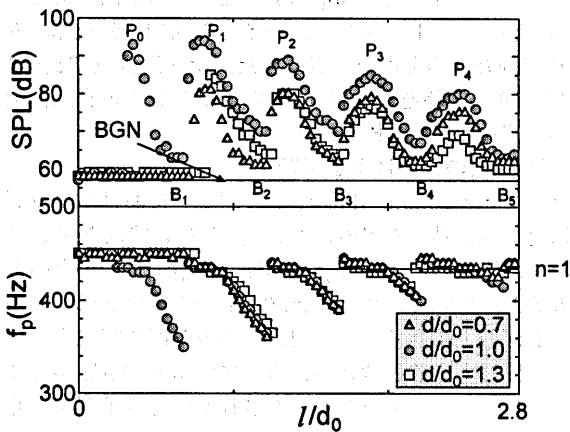 100
80
60
SPL(dB)
P0
P1
P2
P3
P4
BGN
B1
B2
B3
B4
B5
500
400
300
fp(Hz)
n=1
d/d0=0.7
d/d0=1.0
d/d0=1.3
0
l/d0
2.8